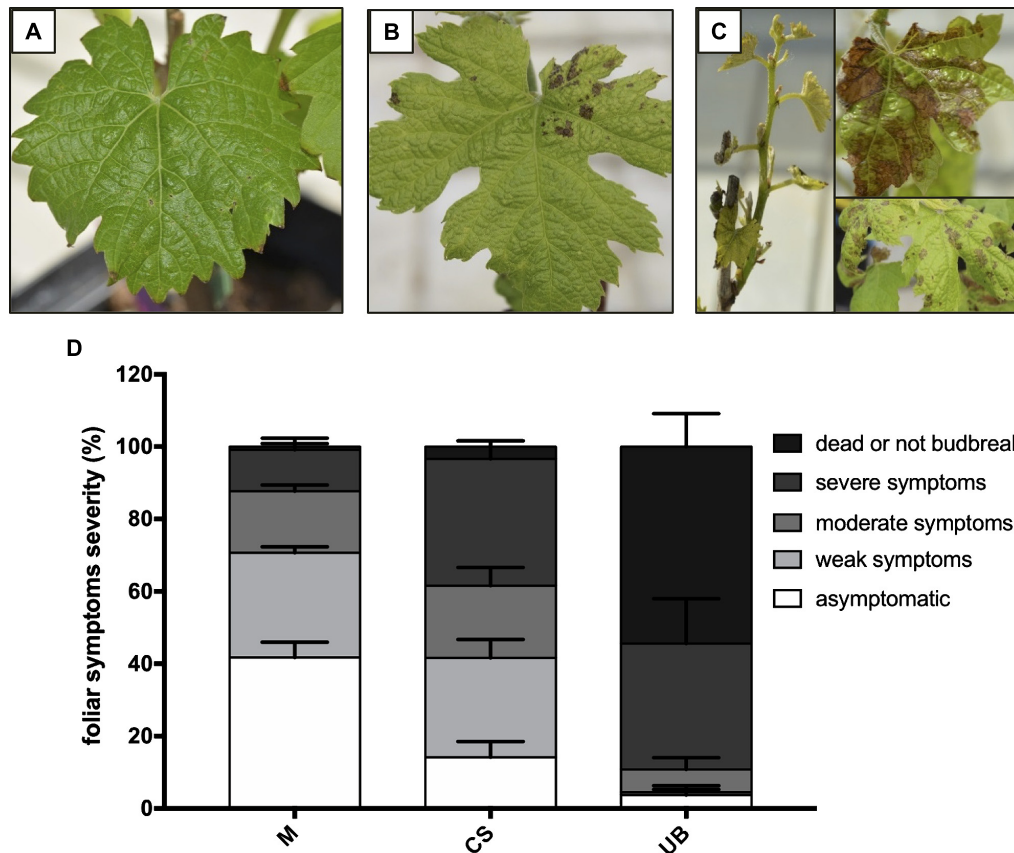 A
B
C
D
foliar symptoms severity (%)
120
100
80
60
40
20
0
M
CS
UB
dead or not budbreak
severe symptoms
moderate symptoms
weak symptoms
asymptomatic